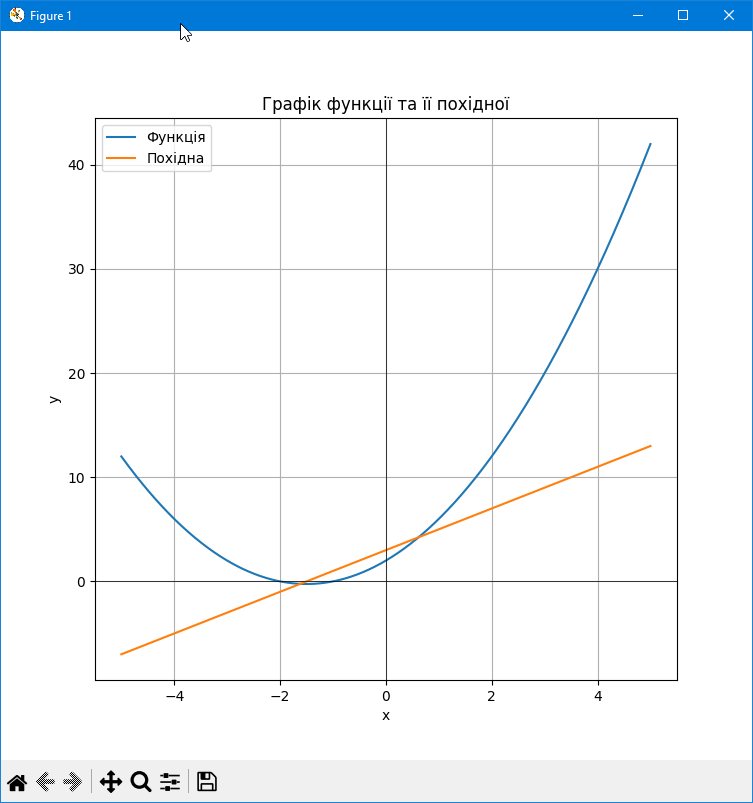 Figure 1
Графік функції та її похідної
Функція
Похідна
40
30
20
10
0
y
−4 −2 0 2 4
x